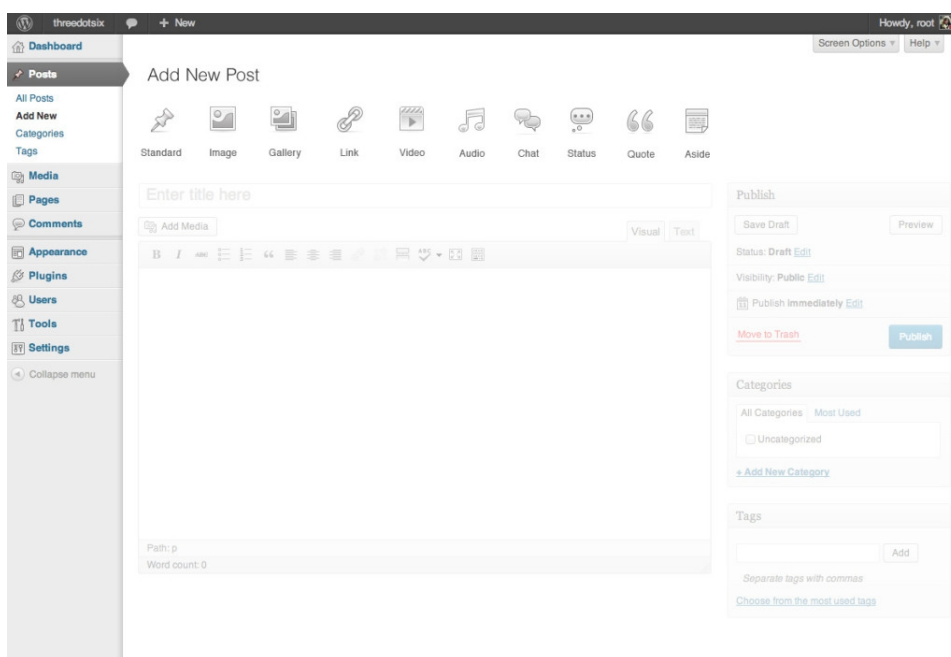 threedotsix + New Howdy, root
Dashboard
Screen Options Help
Posts
Add New Post
All Posts
Add New
Categories
Tags
Standard Image Gallery Link Video Audio Chat Status Quote Aside
Media
Pages
Comments
Appearance
Plugins
Users
Tools
Settings
Collapse menu
Enter title here
Add Media
Visual Text
B I ABC ABC
Path: p
Word count: 0
Publish
Save Draft Preview
Status: Draft Edit
Visibility: Public Edit
Publish immediately Edit
Move to Trash Publish
Categories
All Categories Most Used
Uncategorized
+ Add New Category
Tags
Add
Separate tags with commas
Choose from the most used tags